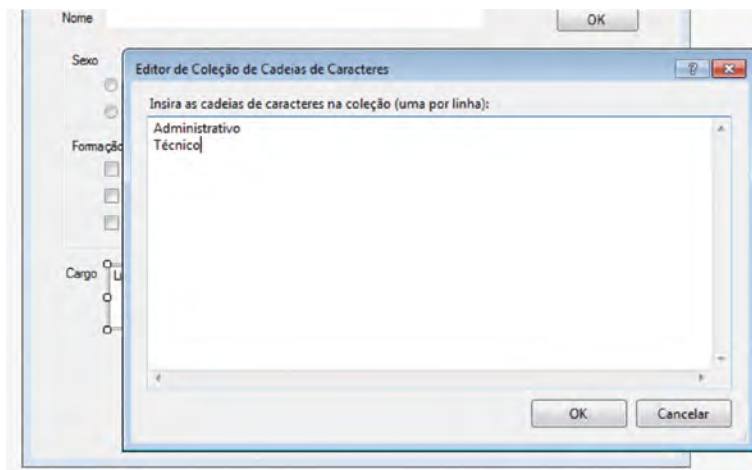 Nome
OK
Sexo
Editor de Coleção de Cadeias de Caracteres
Insira as cadeias de caracteres na coleção (uma por linha):
Administrativo
Técnico
Formação
Cargo
OK
Cancelar